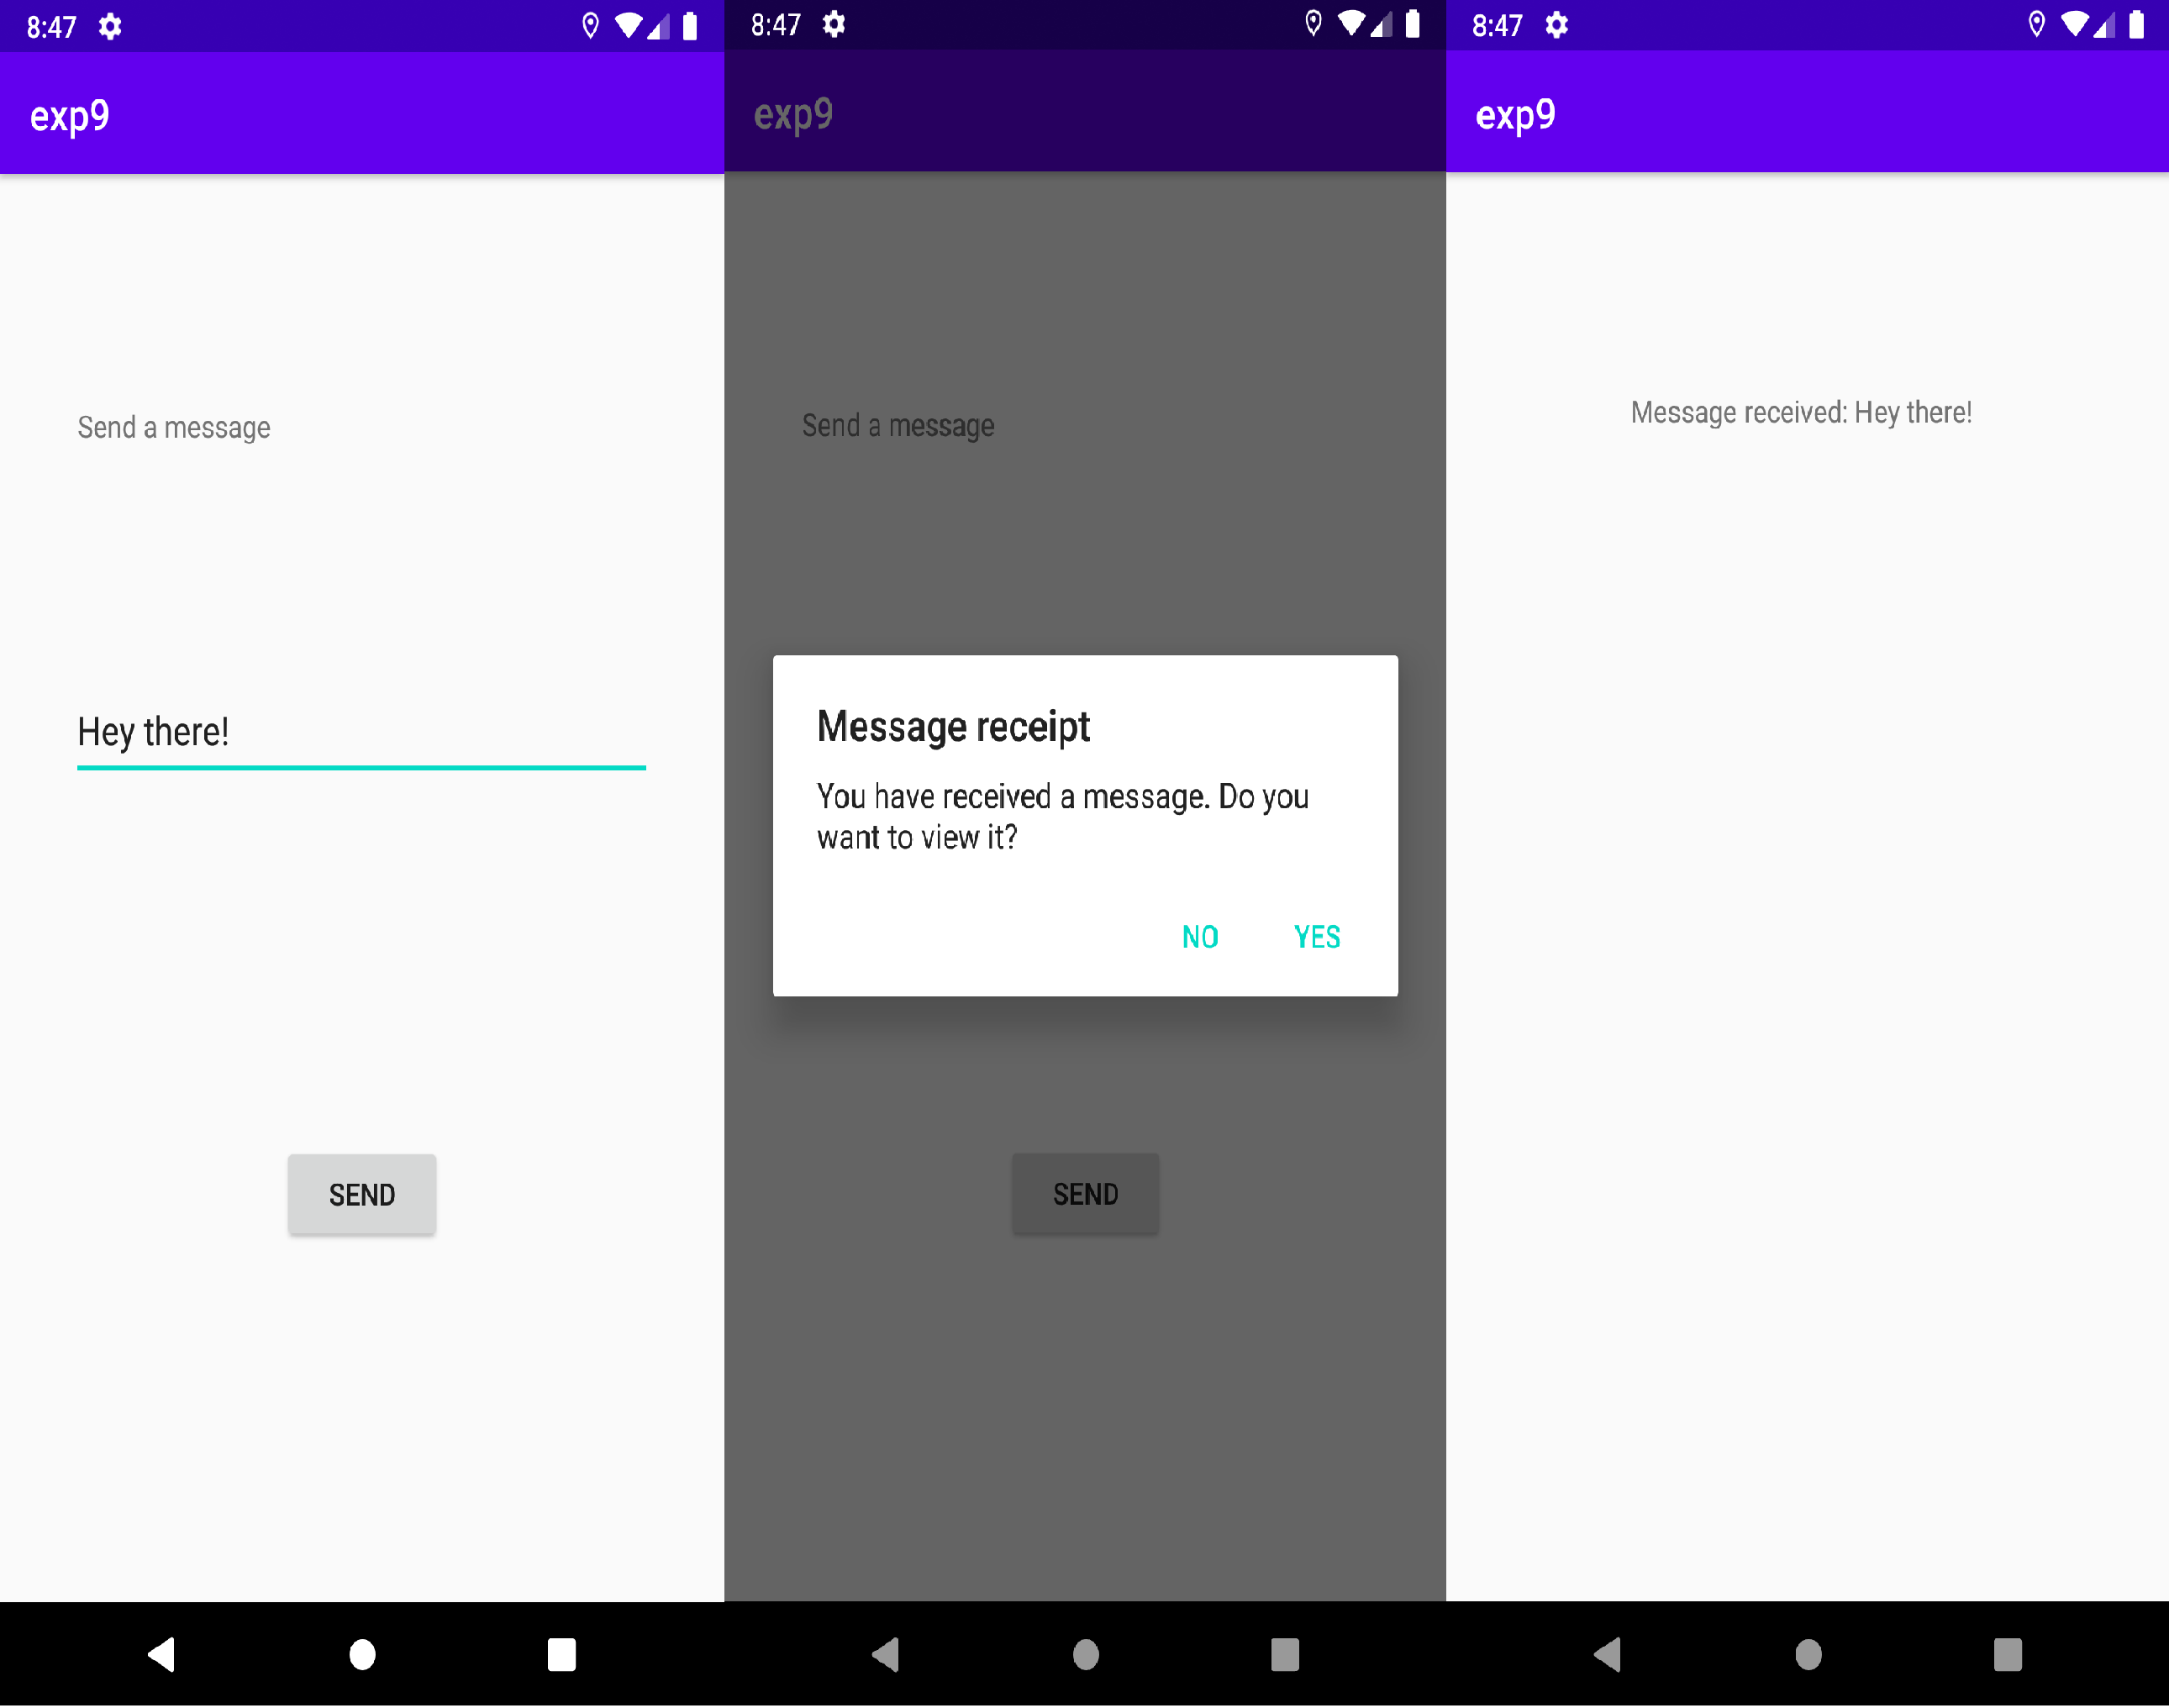 8:47
exp9
Send a message
Hey there!
SEND
8:47
exp9
Send a message
Message receipt
You have received a message. Do you
want to view it?
NO YES
SEND
8:47
exp9
Message received: Hey there!